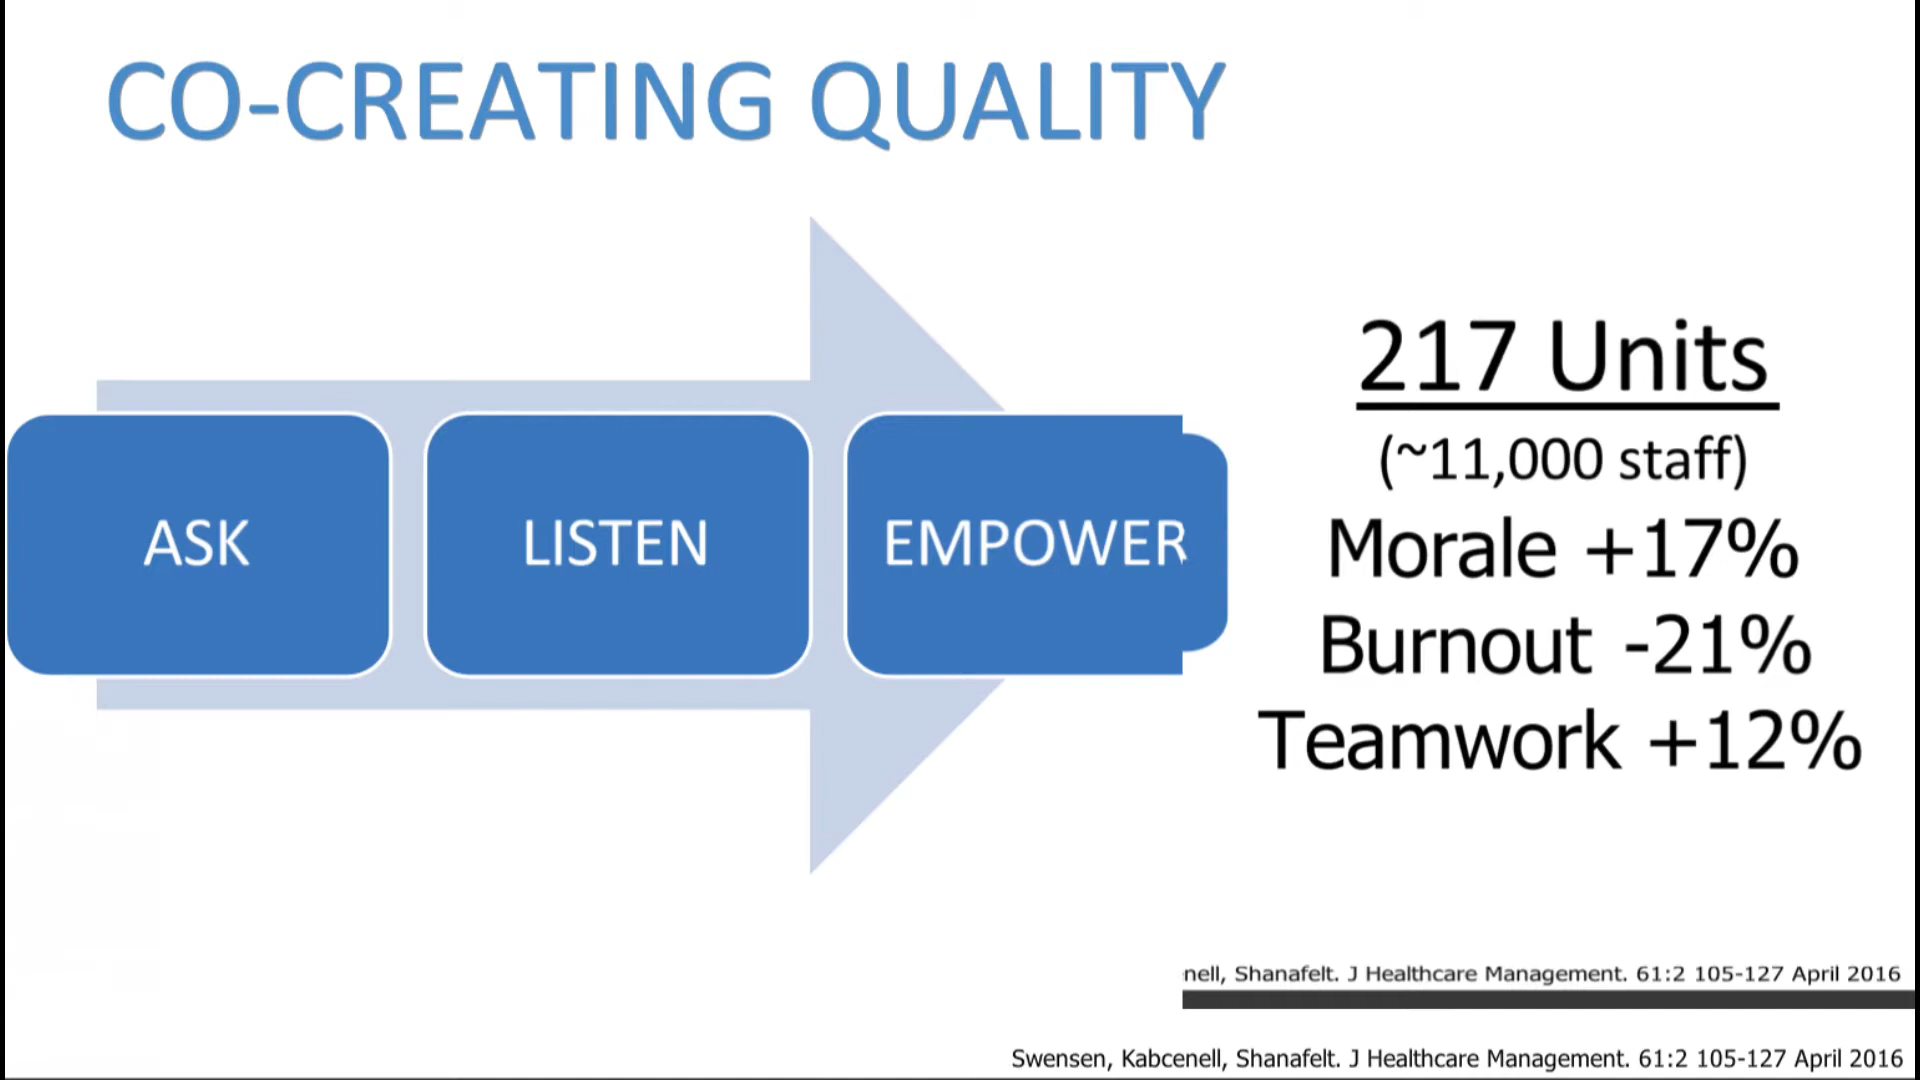 CO-CREATING QUALITY
ASK
LISTEN
EMPOWER
217 Units
(~11,000 staff)
Morale +17%
Burnout -21%
Teamwork +12%
nell, Shanafelt. J Healthcare Management. 61:2 105-127 April 2016
Swensen, Kabcenell, Shanafelt. J Healthcare Management. 61:2 105-127 April 2016